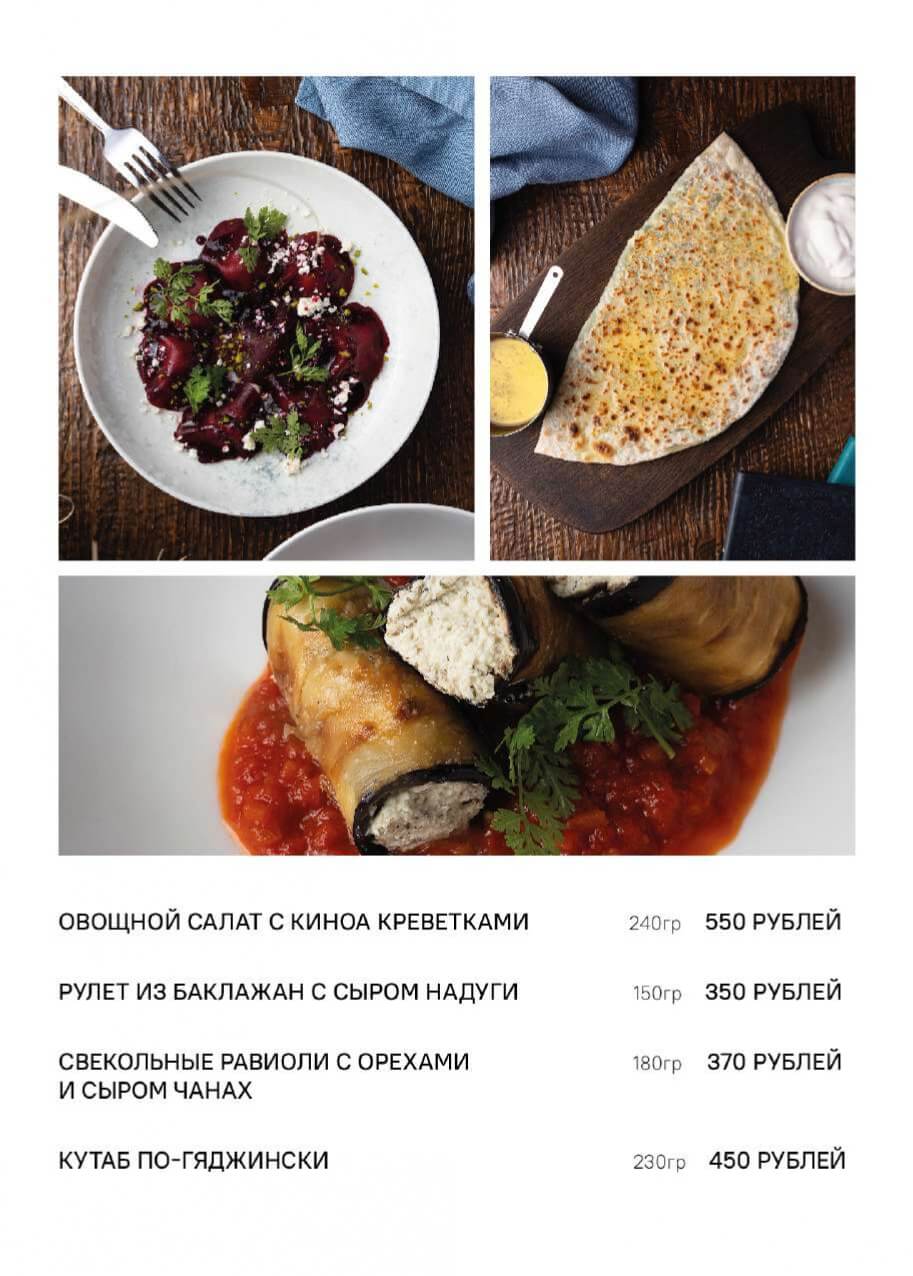 ОВОЩНОЙ САЛАТ С КИНОА КРЕВЕТКАМИ 240гр 550 РУБЛЕЙ
РУЛЕТ ИЗ БАКЛАЖАН С СЫРОМ НАДУГИ 150гр 350 РУБЛЕЙ
СВЕКОЛЬНЫЕ РАВИОЛИ С ОРЕХАМИ 180гр 370 РУБЛЕЙ
И СЫРОМ ЧАНАХ
КУТАБ ПО-ГЯДЖИНСКИ 230гр 450 РУБЛЕЙ